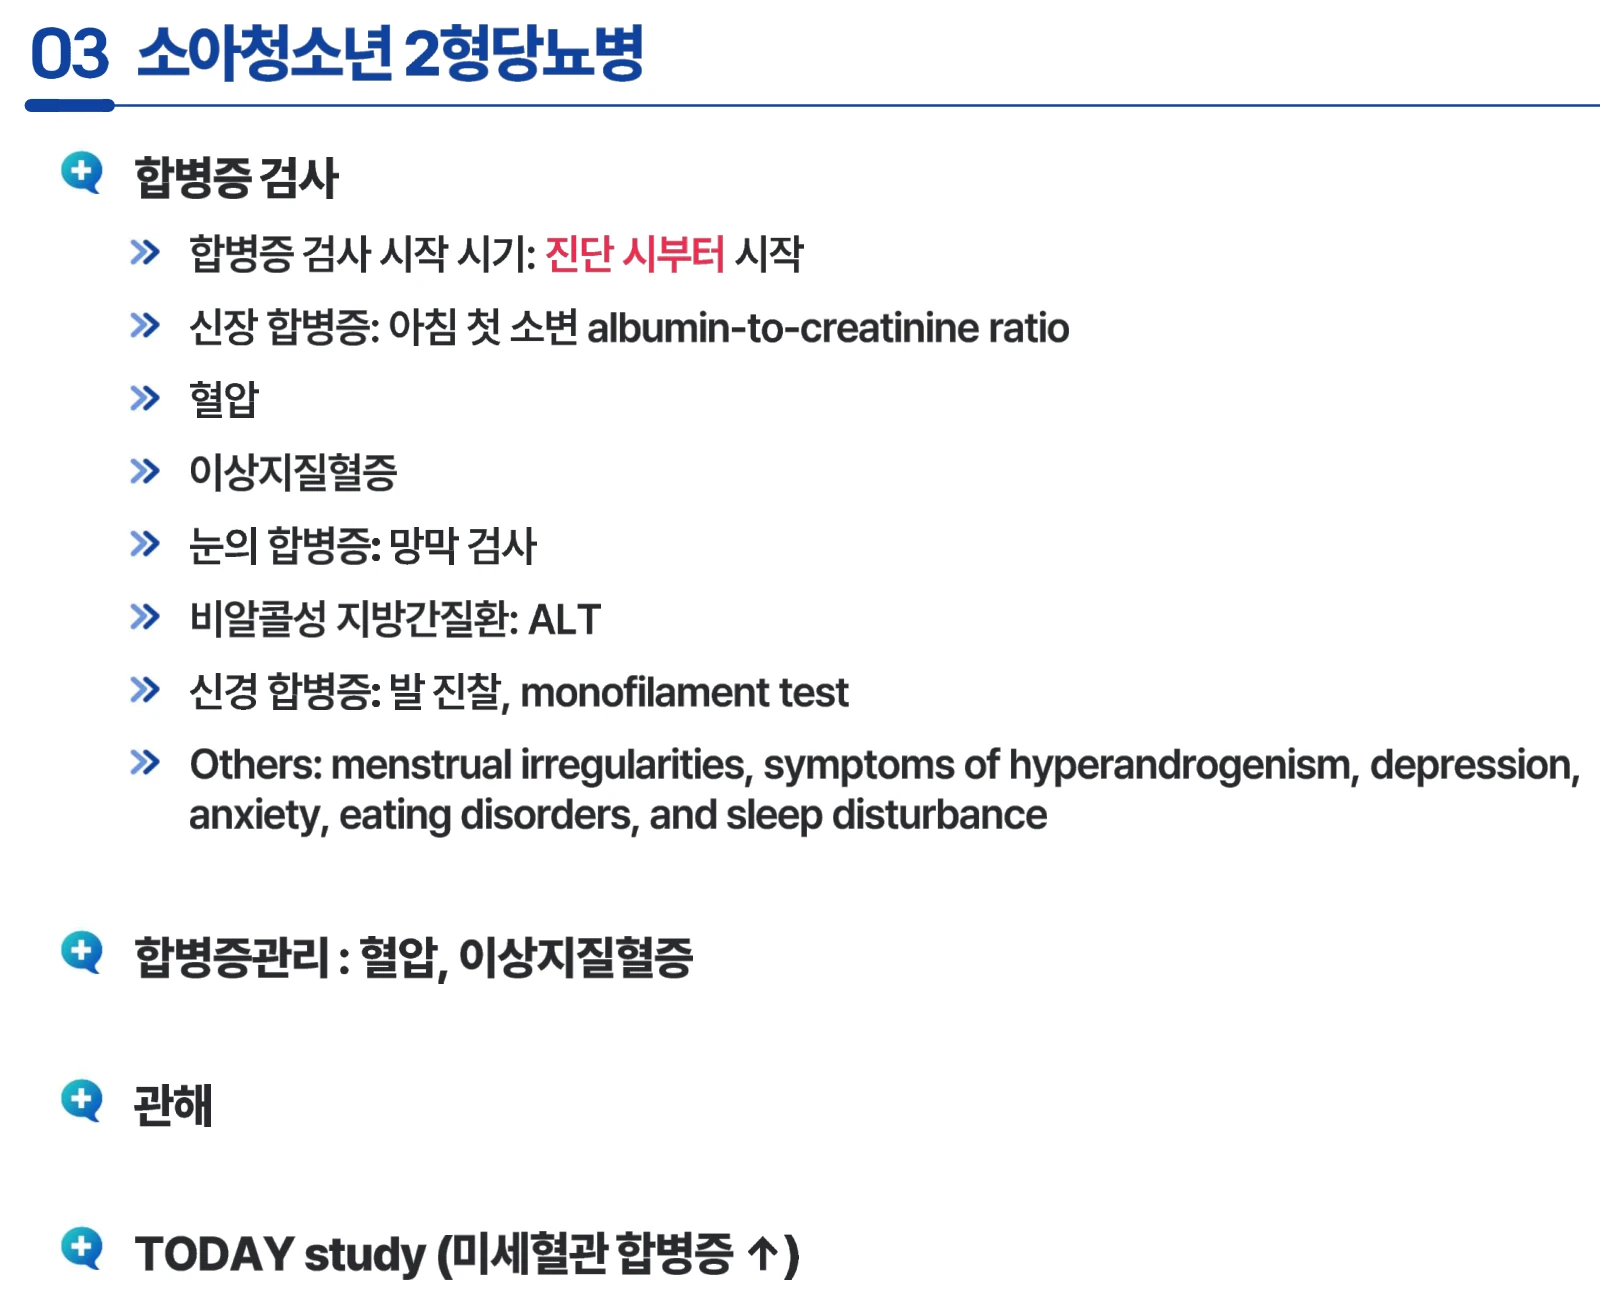 03 소아청소년 2형당뇨병
합병증 검사
합병증 검사 시작 시기: 진단 시부터 시작
신장 합병증: 아침 첫 소변 albumin-to-creatinine ratio
혈압
이상지질혈증
눈의 합병증: 망막 검사
비알콜성 지방간질환: ALT
신경 합병증: 발 진찰, monofilament test
Others: menstrual irregularities, symptoms of hyperandrogenism, depression,
anxiety, eating disorders, and sleep disturbance
합병증관리 : 혈압, 이상지질혈증
관해
TODAY study (미세혈관 합병증 ↑)